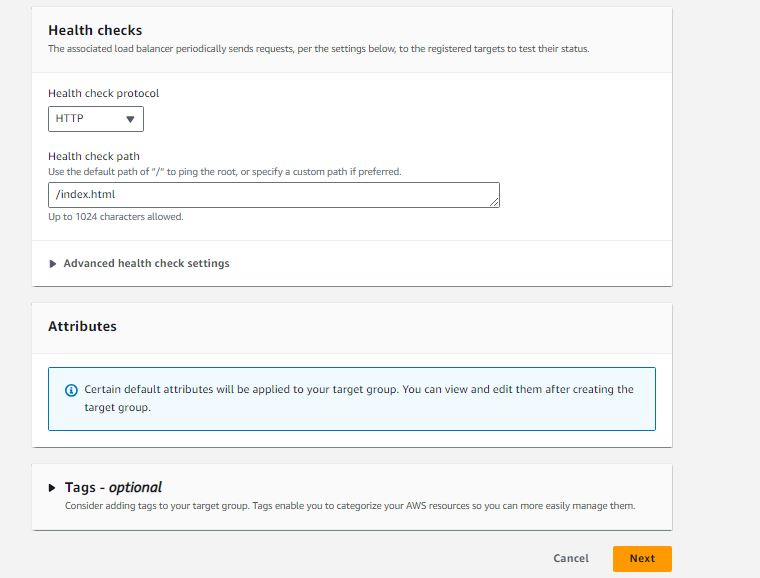 Health checks
The associated load balancer periodically sends requests, per the settings below, to the registered targets to test their status.
Health check protocol
HTTP
Health check path
Use the default path of "/" to ping the root, or specify a custom path if preferred.
/index.html
Up to 1024 characters allowed.
Advanced health check settings
Attributes
Certain default attributes will be applied to your target group. You can view and edit them after creating the
target group.
Tags - optional
Consider adding tags to your target group. Tags enable you to categorize your AWS resources so you can more easily manage them.
Cancel
Next